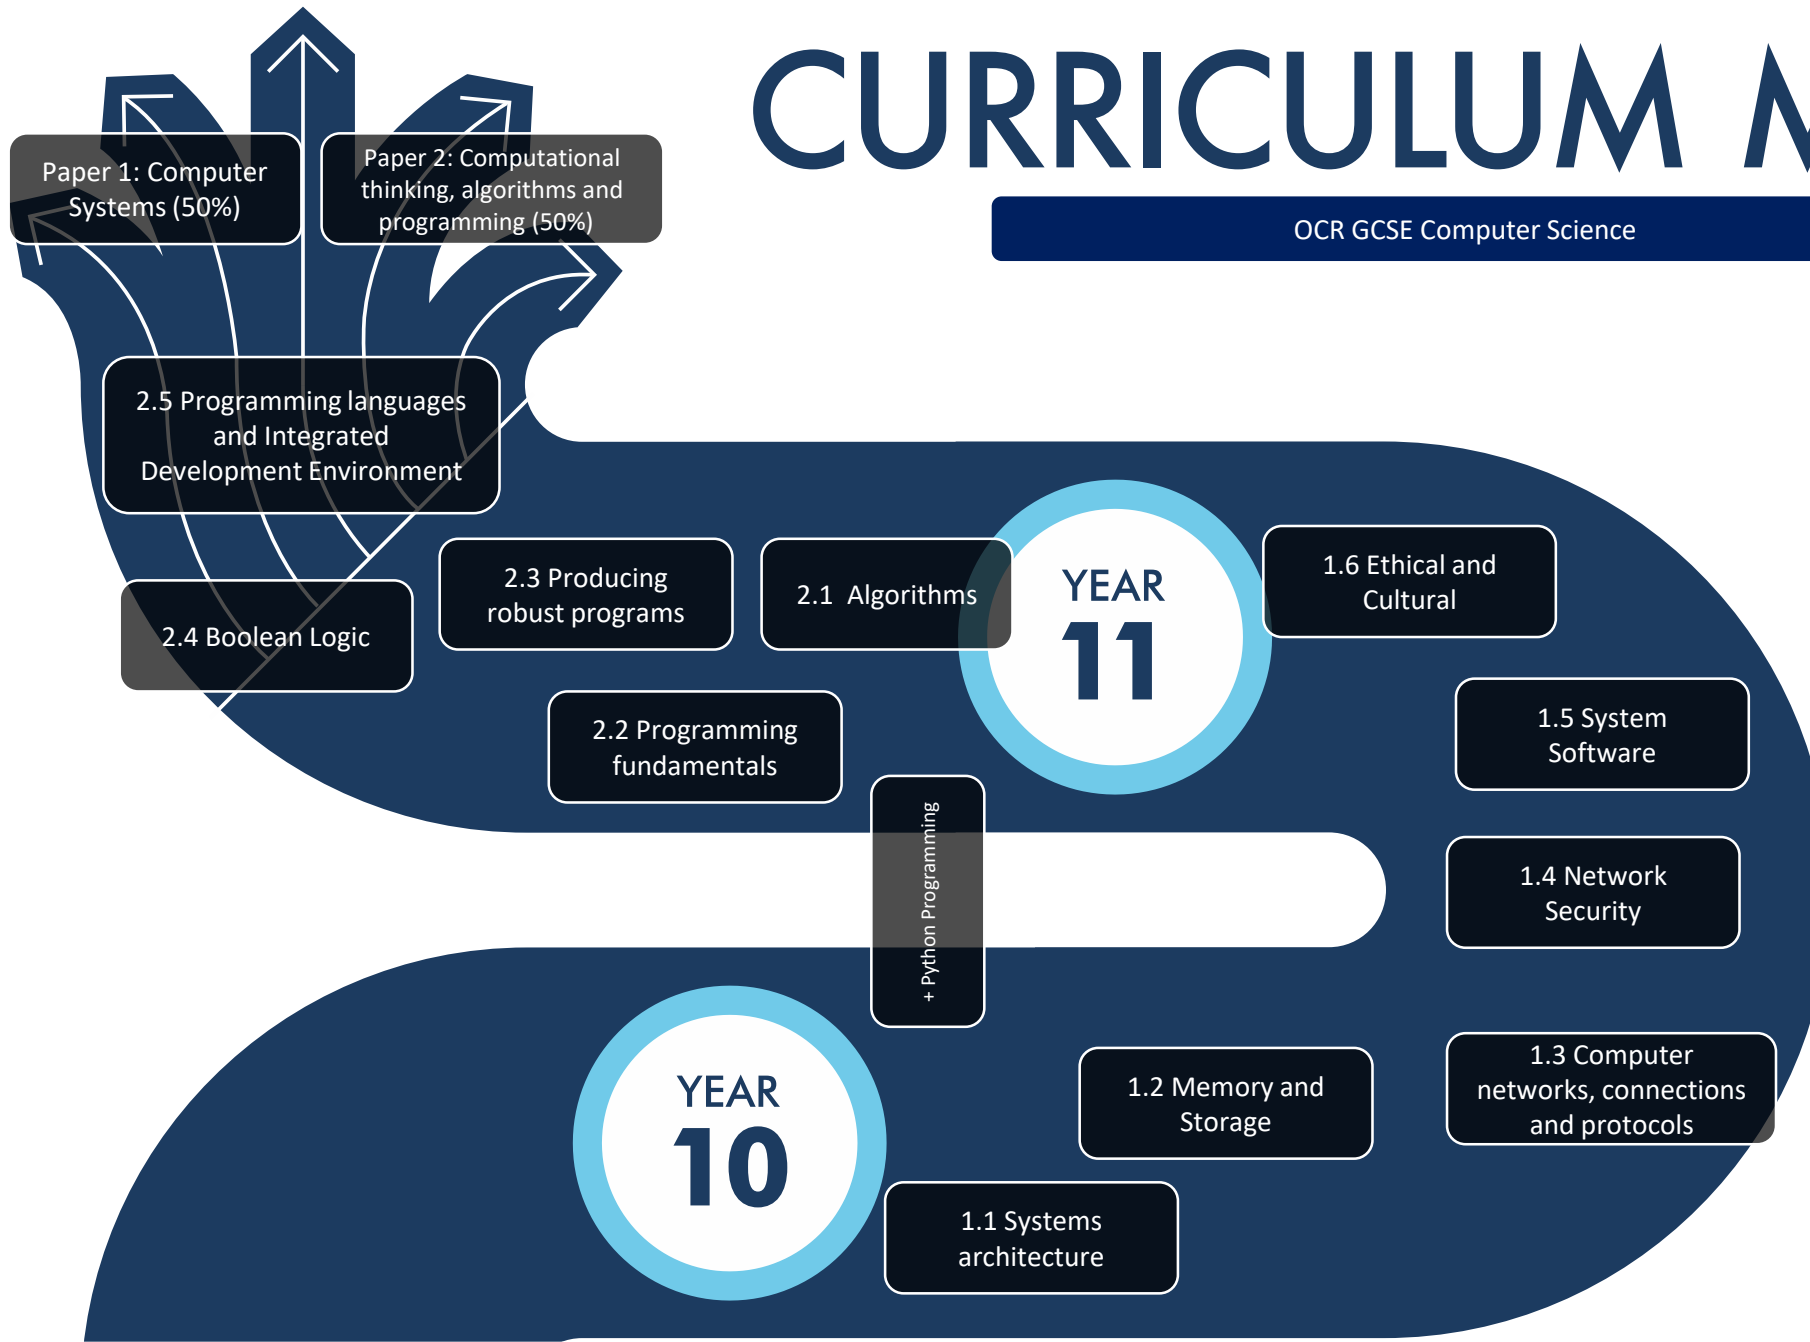 CURRICULUM M
OCR GCSE Computer Science
Paper 1: Computer
Systems (50%)
Paper 2: Computational
thinking, algorithms and
programming (50%)
2.5 Programming languages
and Integrated
Development Environment
2.4 Boolean Logic
2.3 Producing
robust programs
2.1 Algorithms
YEAR
11
1.6 Ethical and
Cultural
2.2 Programming
fundamentals
1.5 System
Software
+ Python Programming
1.4 Network
Security
YEAR
10
1.2 Memory and
Storage
1.3 Computer
networks, connections
and protocols
1.1 Systems
architecture